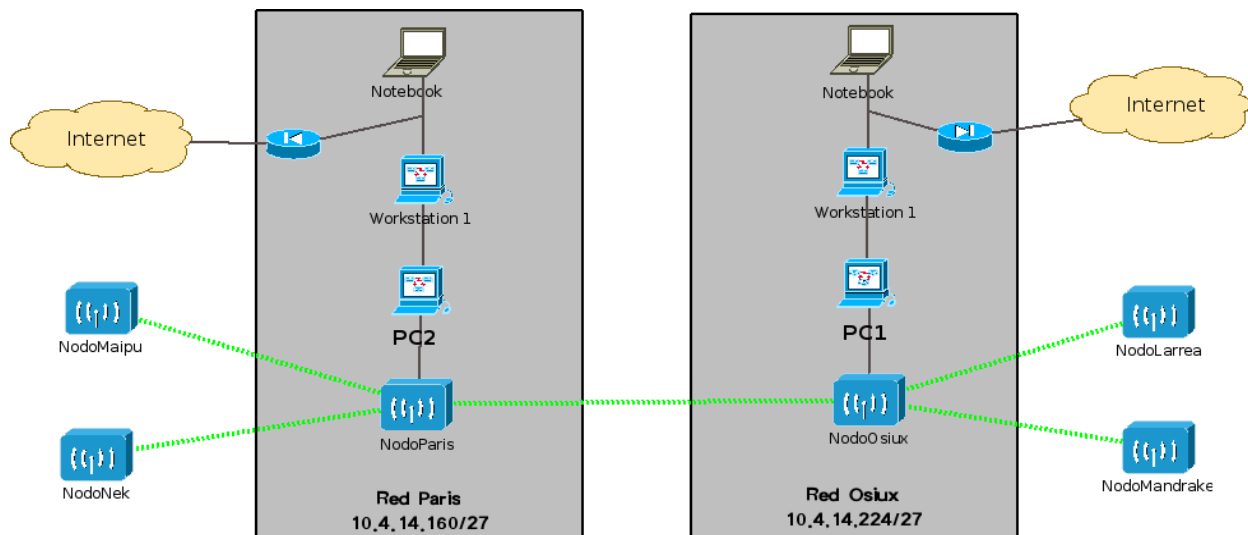 Notebook
Notebook
Internet
Internet
Workstation 1
Workstation 1
PC2
PC1
NodoMaipu
NodoLarrea
NodoParis
NodoOsiux
NodoNek
NodoMandrake
Red Paris
10.4.14.160/27
Red Osiux
10.4.14.224/27